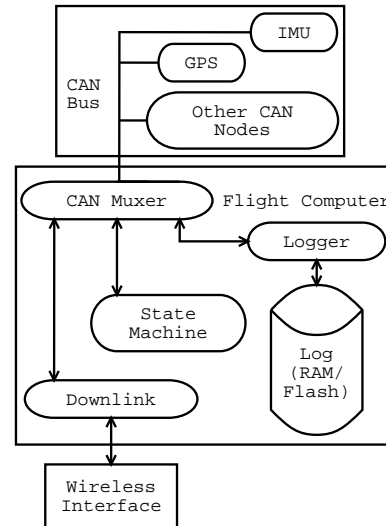 IMU
GPS
CAN
Bus
Other CAN
Nodes
CAN Muxer
Flight Computer
Logger
State
Machine
Log
(RAM/
Flash)
Downlink
Wireless
Interface